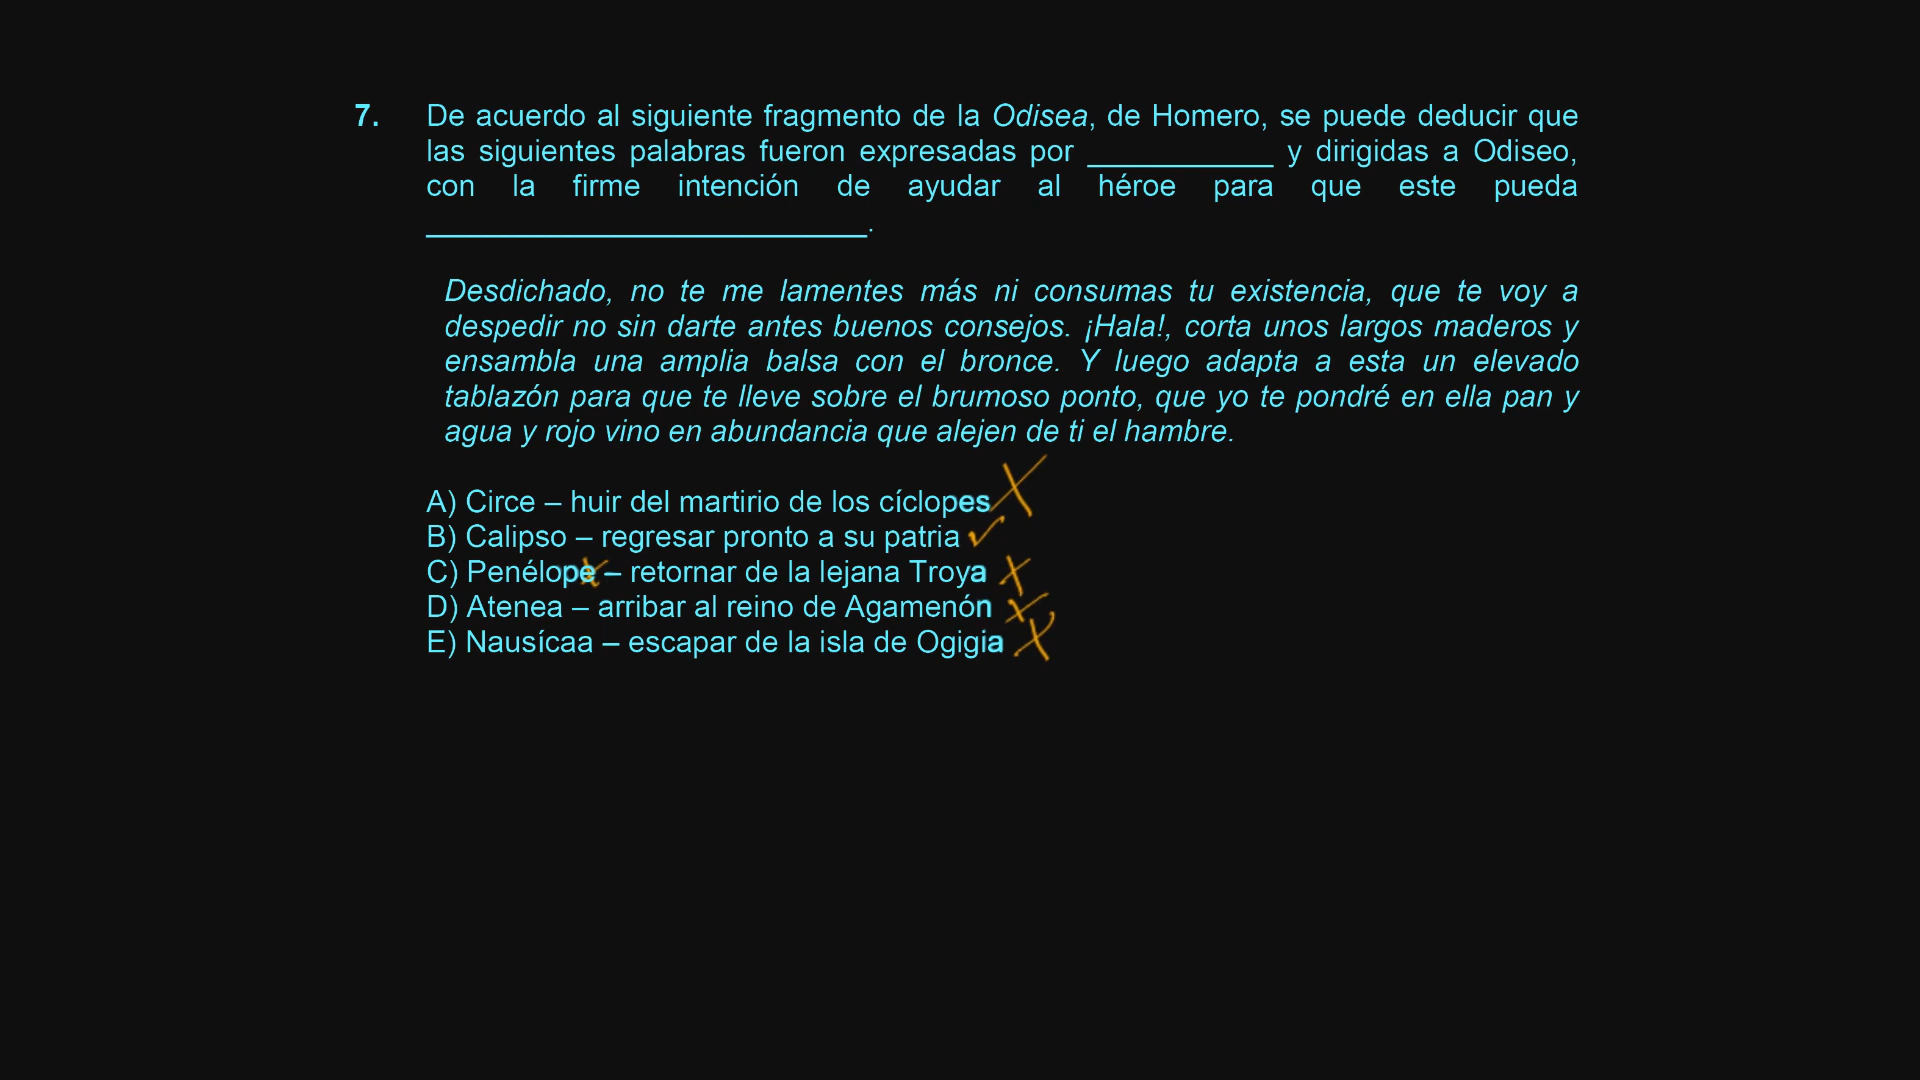 7. De acuerdo al siguiente fragmento de la Odisea, de Homero, se puede deducir que
las siguientes palabras fueron expresadas por ___________ y dirigidas a Odiseo,
con la firme intención de ayudar al héroe para que este pueda
__________________________.
Desdichado, no te me lamentes más ni consumas tu existencia, que te voy a
despedir no sin darte antes buenos consejos. ¡Hala!, corta unos largos maderos y
ensambla una amplia balsa con el bronce. Y luego adapta a esta un elevado
tablazón para que te lleve sobre el brumoso ponto, que yo te pondré en ella pan y
agua y rojo vino en abundancia que alejen de ti el hambre.
A) Circe – huir del martirio de los cíclopes
B) Calipso – regresar pronto a su patria
C) Penélope – retornar de la lejana Troya
D) Atenea – arribar al reino de Agamenón
E) Nausícaa – escapar de la isla de Ogigia